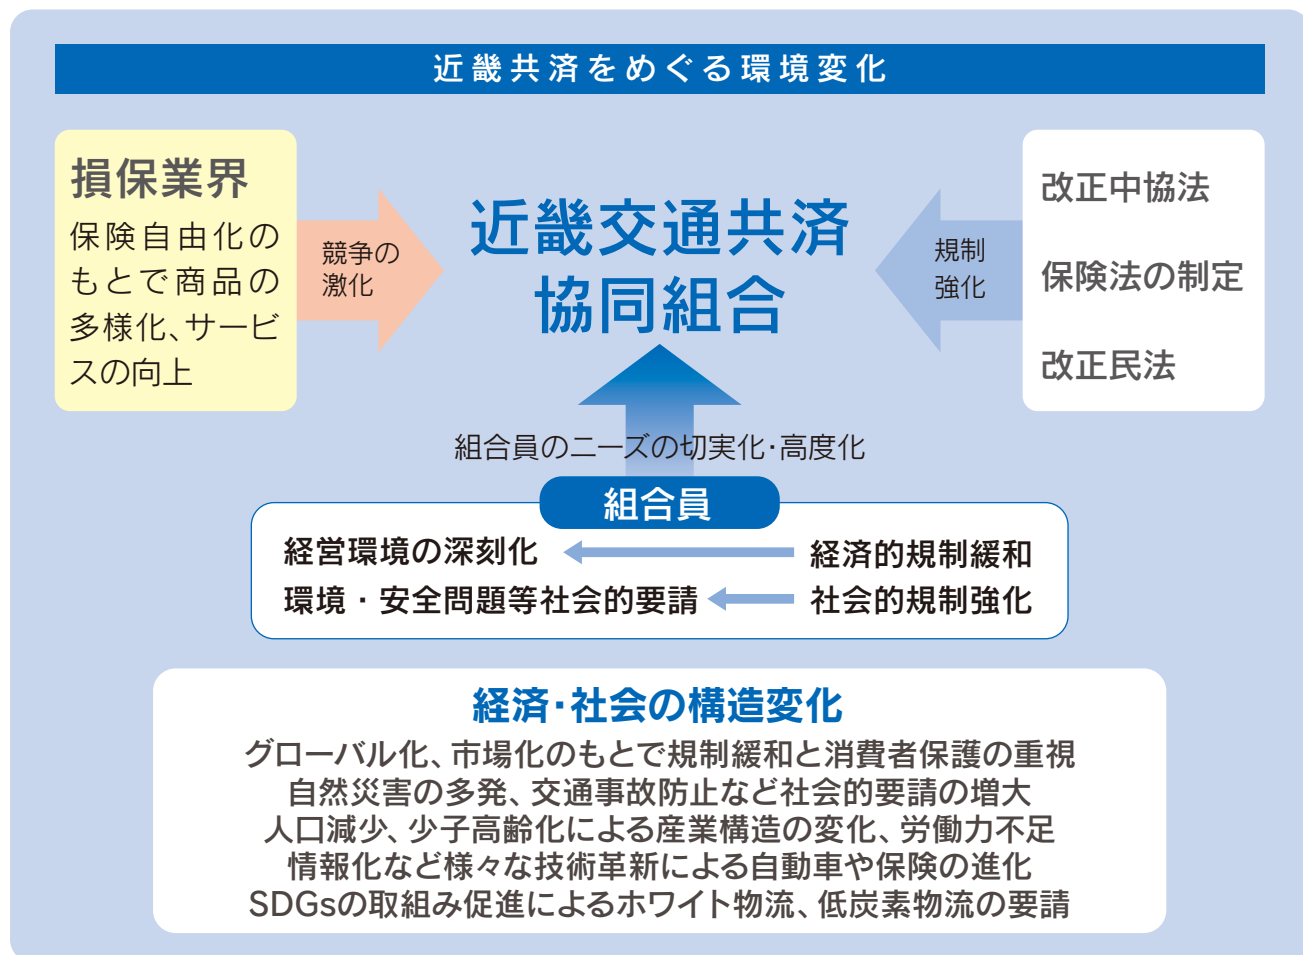 近畿共済をめぐる環境変化
損保業界
保険自由化の
もとで商品の
多様化、サービ
スの向上
競争の
激化
近畿交通共済
協同組合
規制
強化
改正中協法
保険法の制定
改正民法
組合員のニーズの切実化・高度化
組合員
経営環境の深刻化
経済的規制緩和
環境・安全問題等社会的要請
社会的規制強化
経済・社会の構造変化
グローバル化、市場化のもとで規制緩和と消費者保護の重視
自然災害の多発、交通事故防止など社会的要請の増大
人口減少、少子高齢化による産業構造の変化、労働力不足
情報化など様々な技術革新による自動車や保険の進化
SDGsの取組み促進によるホワイト物流、低炭素物流の要請